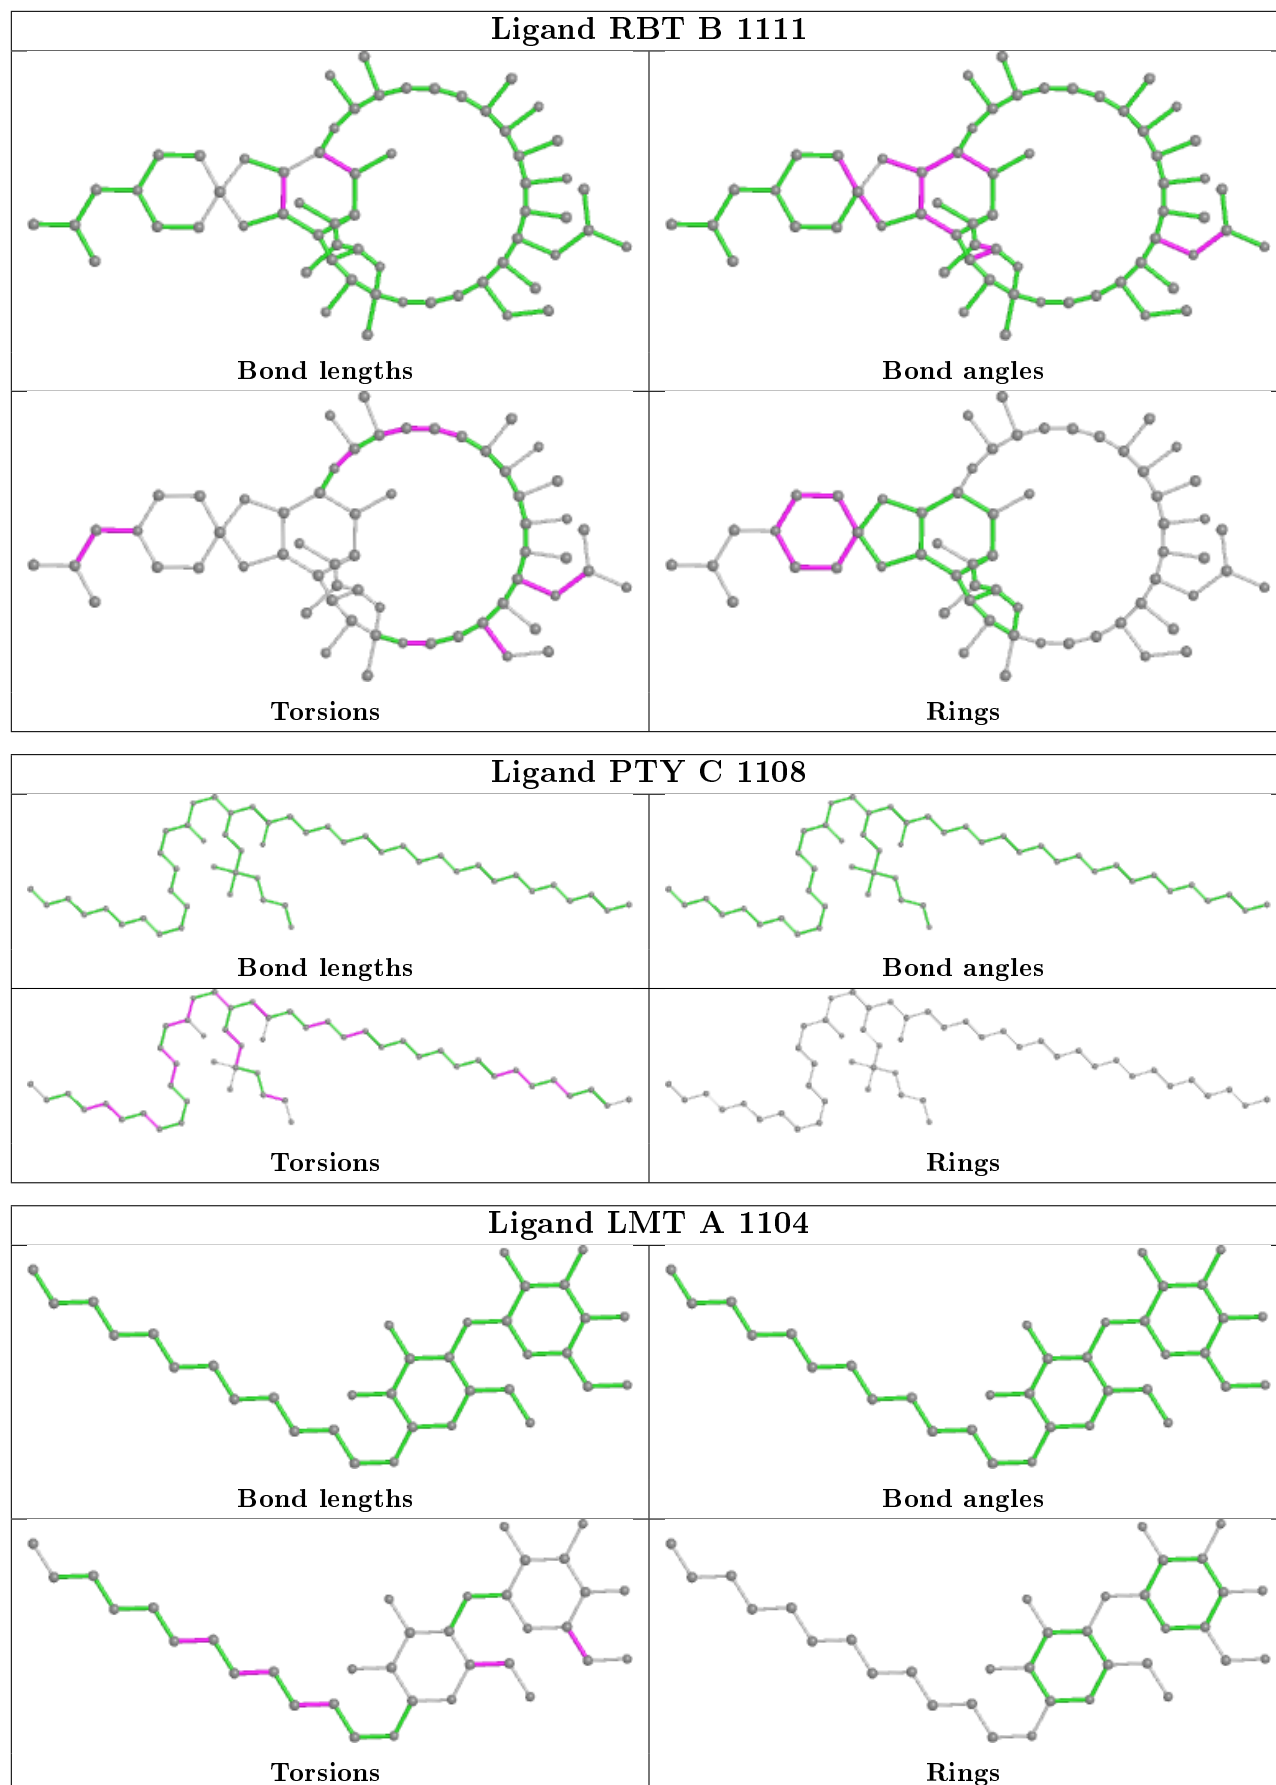 Ligand RBT B 1111
Bond lengths
Bond angles
Torsions
Rings
Ligand PTY C 1108
Bond lengths
Bond angles
Torsions
Rings
Ligand LMT A 1104
Bond lengths
Bond angles
Torsions
Rings